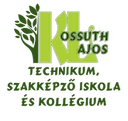 KOSSUTH
LAJOS
TECHNIKUM,
SZAKKÉPZŐ ISKOLA
ÉS KOLLÉGIUM